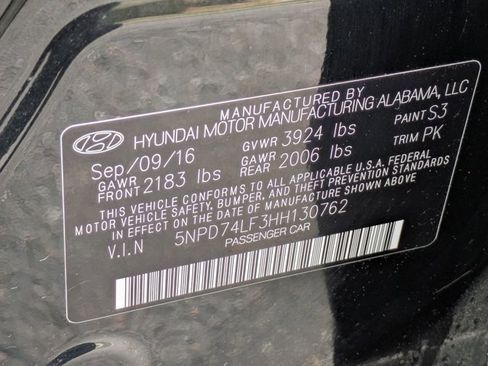 MANUFACTURED BY
HYUNDAI MOTOR MANUFACTURING ALABAMA, LLC
Sep/09/16 GVWR 3924 lbs PAINT S3
GAWR FRONT 2183 lbs GAWR REAR 2006 lbs TRIM PK
THIS VEHICLE CONFORMS TO ALL APPLICABLE U.S.A. FEDERAL
MOTOR VEHICLE SAFETY, BUMPER, AND THEFT PREVENTION
STANDARDS IN EFFECT ON THE DATE OF MANUFACTURE SHOWN ABOVE.
V.I.N 5NPD74LF3HH130762
PASSENGER CAR